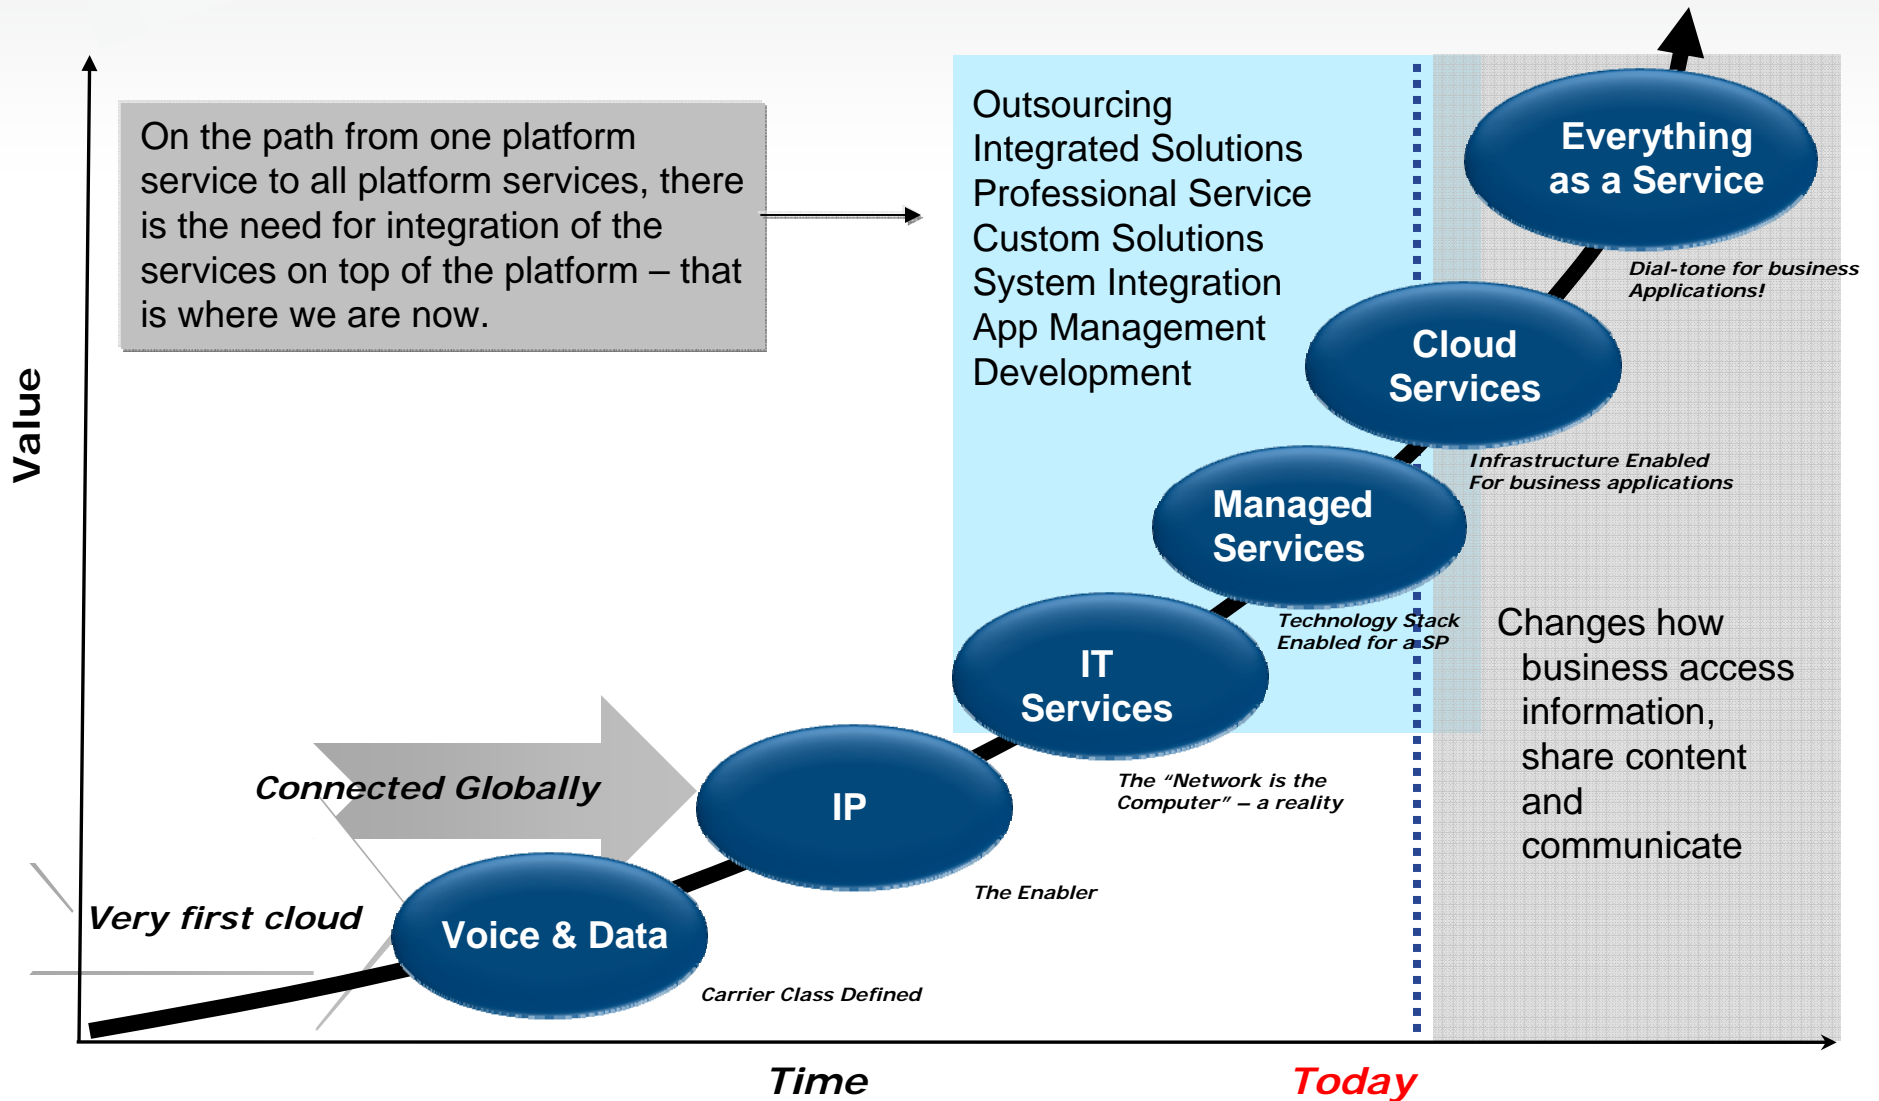 On the path from one platform
service to all platform services, there
is the need for integration of the
services on top of the platform – that
is where we are now.
Outsourcing
Integrated Solutions
Professional Service
Custom Solutions
System Integration
App Management
Development
Everything
as a Service
Dial-tone for business
Applications!
Cloud
Services
Infrastructure Enabled
For business applications
Managed
Services
Technology Stack
Enabled for a SP
IT
Services
The “Network is the
Computer” – a reality
IP
The Enabler
Connected Globally
Voice & Data
Carrier Class Defined
Very first cloud
Changes how
business access
information,
share content
and
communicate
Value
Time
Today